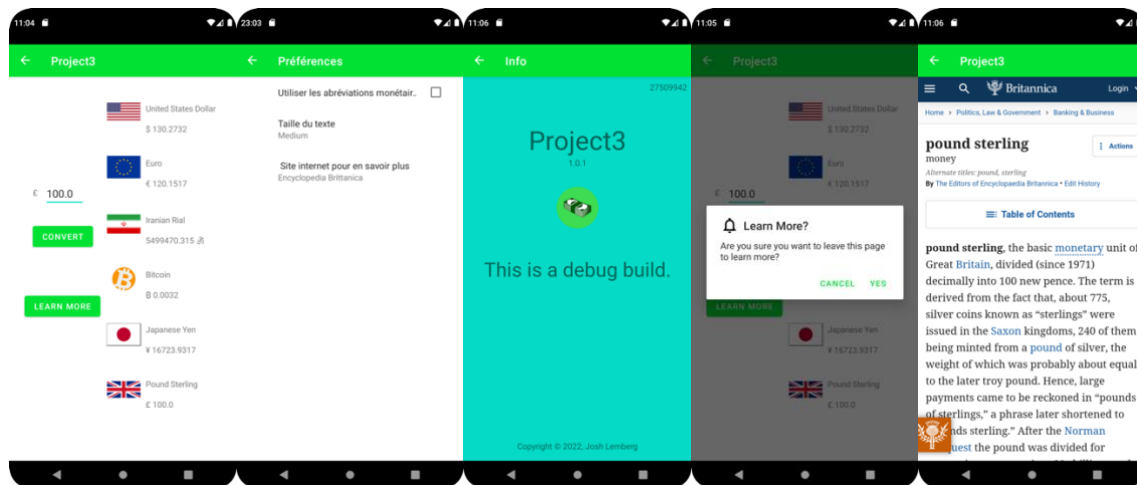 11:04
Project3
United States Dollar
$ 130.2732
Euro
€ 120.1517
£ 100.0
Iranian Rial
CONVERT
Bitcoin
฿ 0.0032
LEARN MORE
Japanese Yen
¥ 16723.9317
Pound Sterling
£ 100.0
23:03
Préférences
Utiliser les abréviations monétair..
Taille du texte
Medium
Site internet pour en savoir plus
Encyclopedia Brittanica
11:06
Info
27509942
Project3
1.0.1
This is a debug build.
Copyright © 2022, Josh Lemberg
11:05
Project3
United States Dollar
$ 130.2732
Euro
€ 120.1517
£ 100.0
Learn More?
Are you sure you want to leave this page
to learn more?
CANCEL YES
LEARN MORE
Japanese Yen
¥ 16723.9317
Pound Sterling
£ 100.0
11:06
Project3
Britannica
Login
Home > Politics, Law & Government > Banking & Business
pound sterling
Actions
money
Alternate titles: pound, sterling
By The Editors of Encyclopaedia Britannica • Edit History
Table of Contents
pound sterling, the basic monetary unit of
Great Britain, divided (since 1971)
decimally into 100 new pence. The term is
derived from the fact that, about 775,
silver coins known as “sterlings” were
issued in the Saxon kingdoms, 240 of them
being minted from a pound of silver, the
weight of which was probably about equal
to the later troy pound. Hence, large
payments came to be reckoned in “pounds
of sterlings,” a phrase later shortened to
nds sterling.” After the Norman
uest the pound was divided for